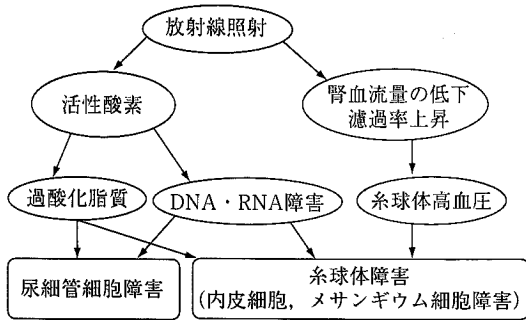 放射線照射
活性酸素
腎血流量の低下
濾過率上昇
過酸化脂質
DNA・RNA障害
糸球体高血圧
尿細管細胞障害
糸球体障害
(内皮細胞，メサンギウム細胞障害)